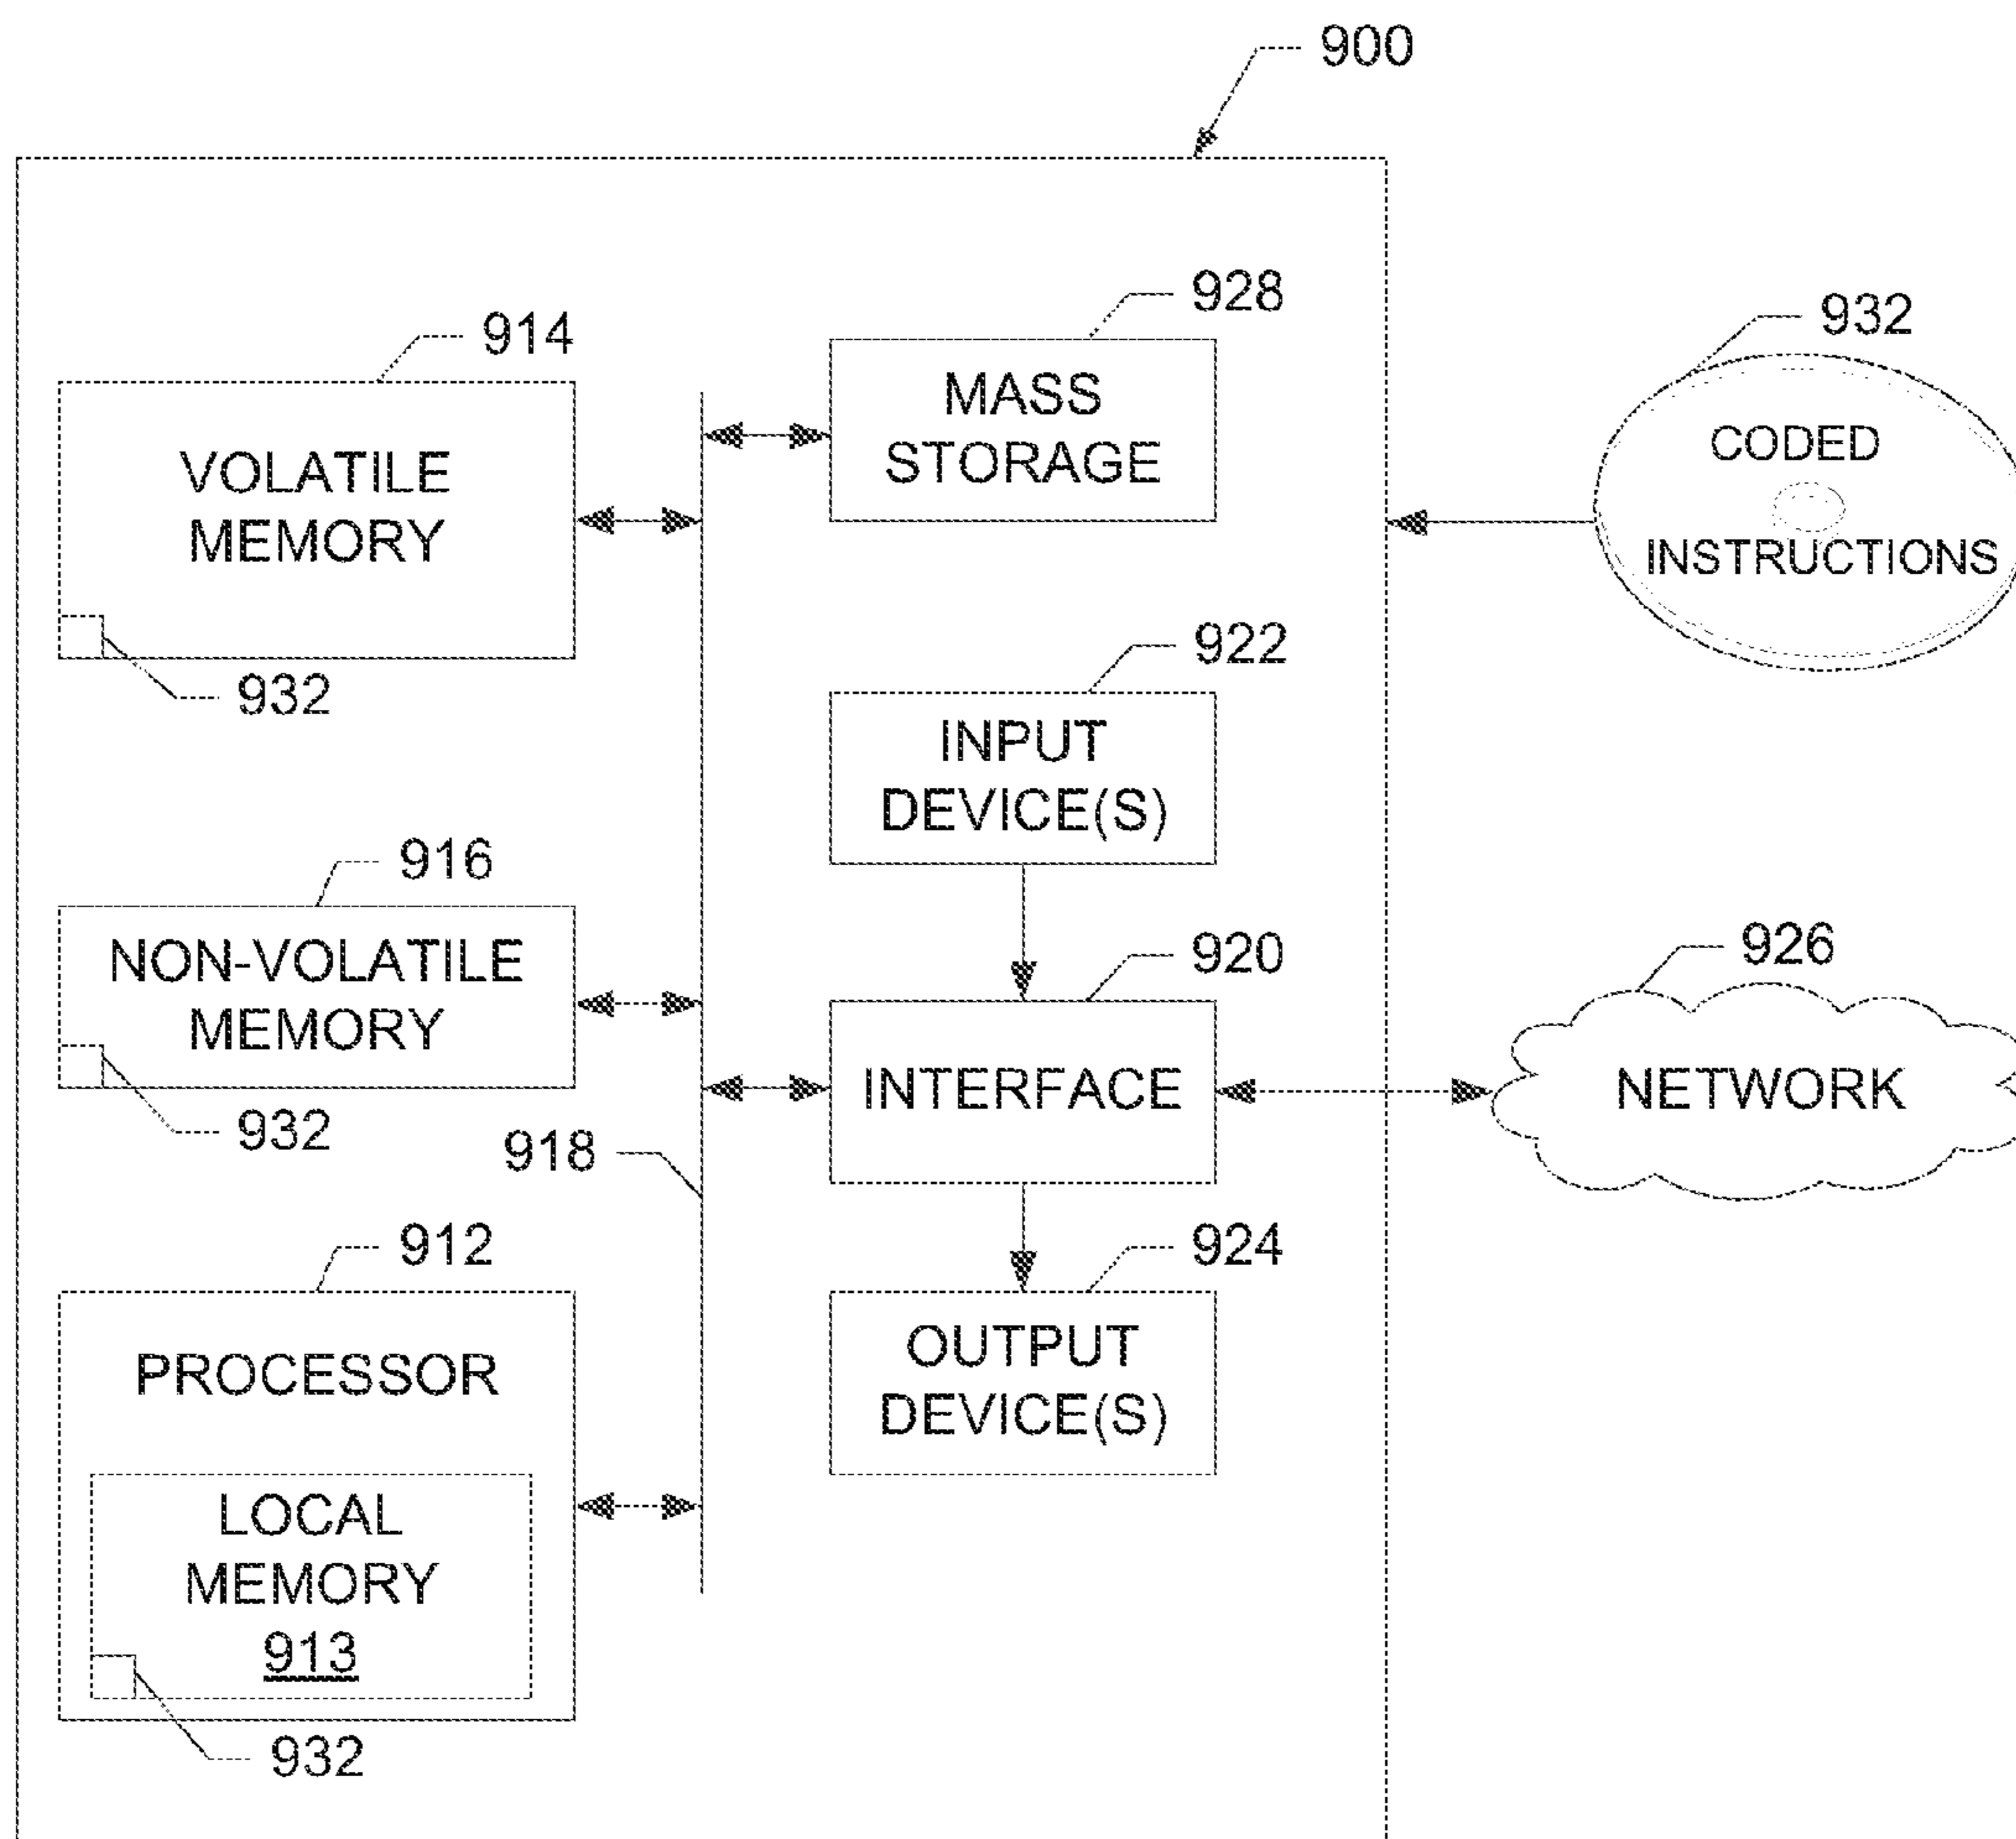 900
928
914
932
MASS
STORAGE
VOLATILE
MEMORY
CODED
INSTRUCTIONS
932
922
INPUT
DEVICE(S)
916
NON-VOLATILE
MEMORY
932
920
INTERFACE
926
NETWORK
918
912
PROCESSOR
LOCAL
MEMORY
913
932
924
OUTPUT
DEVICE(S)